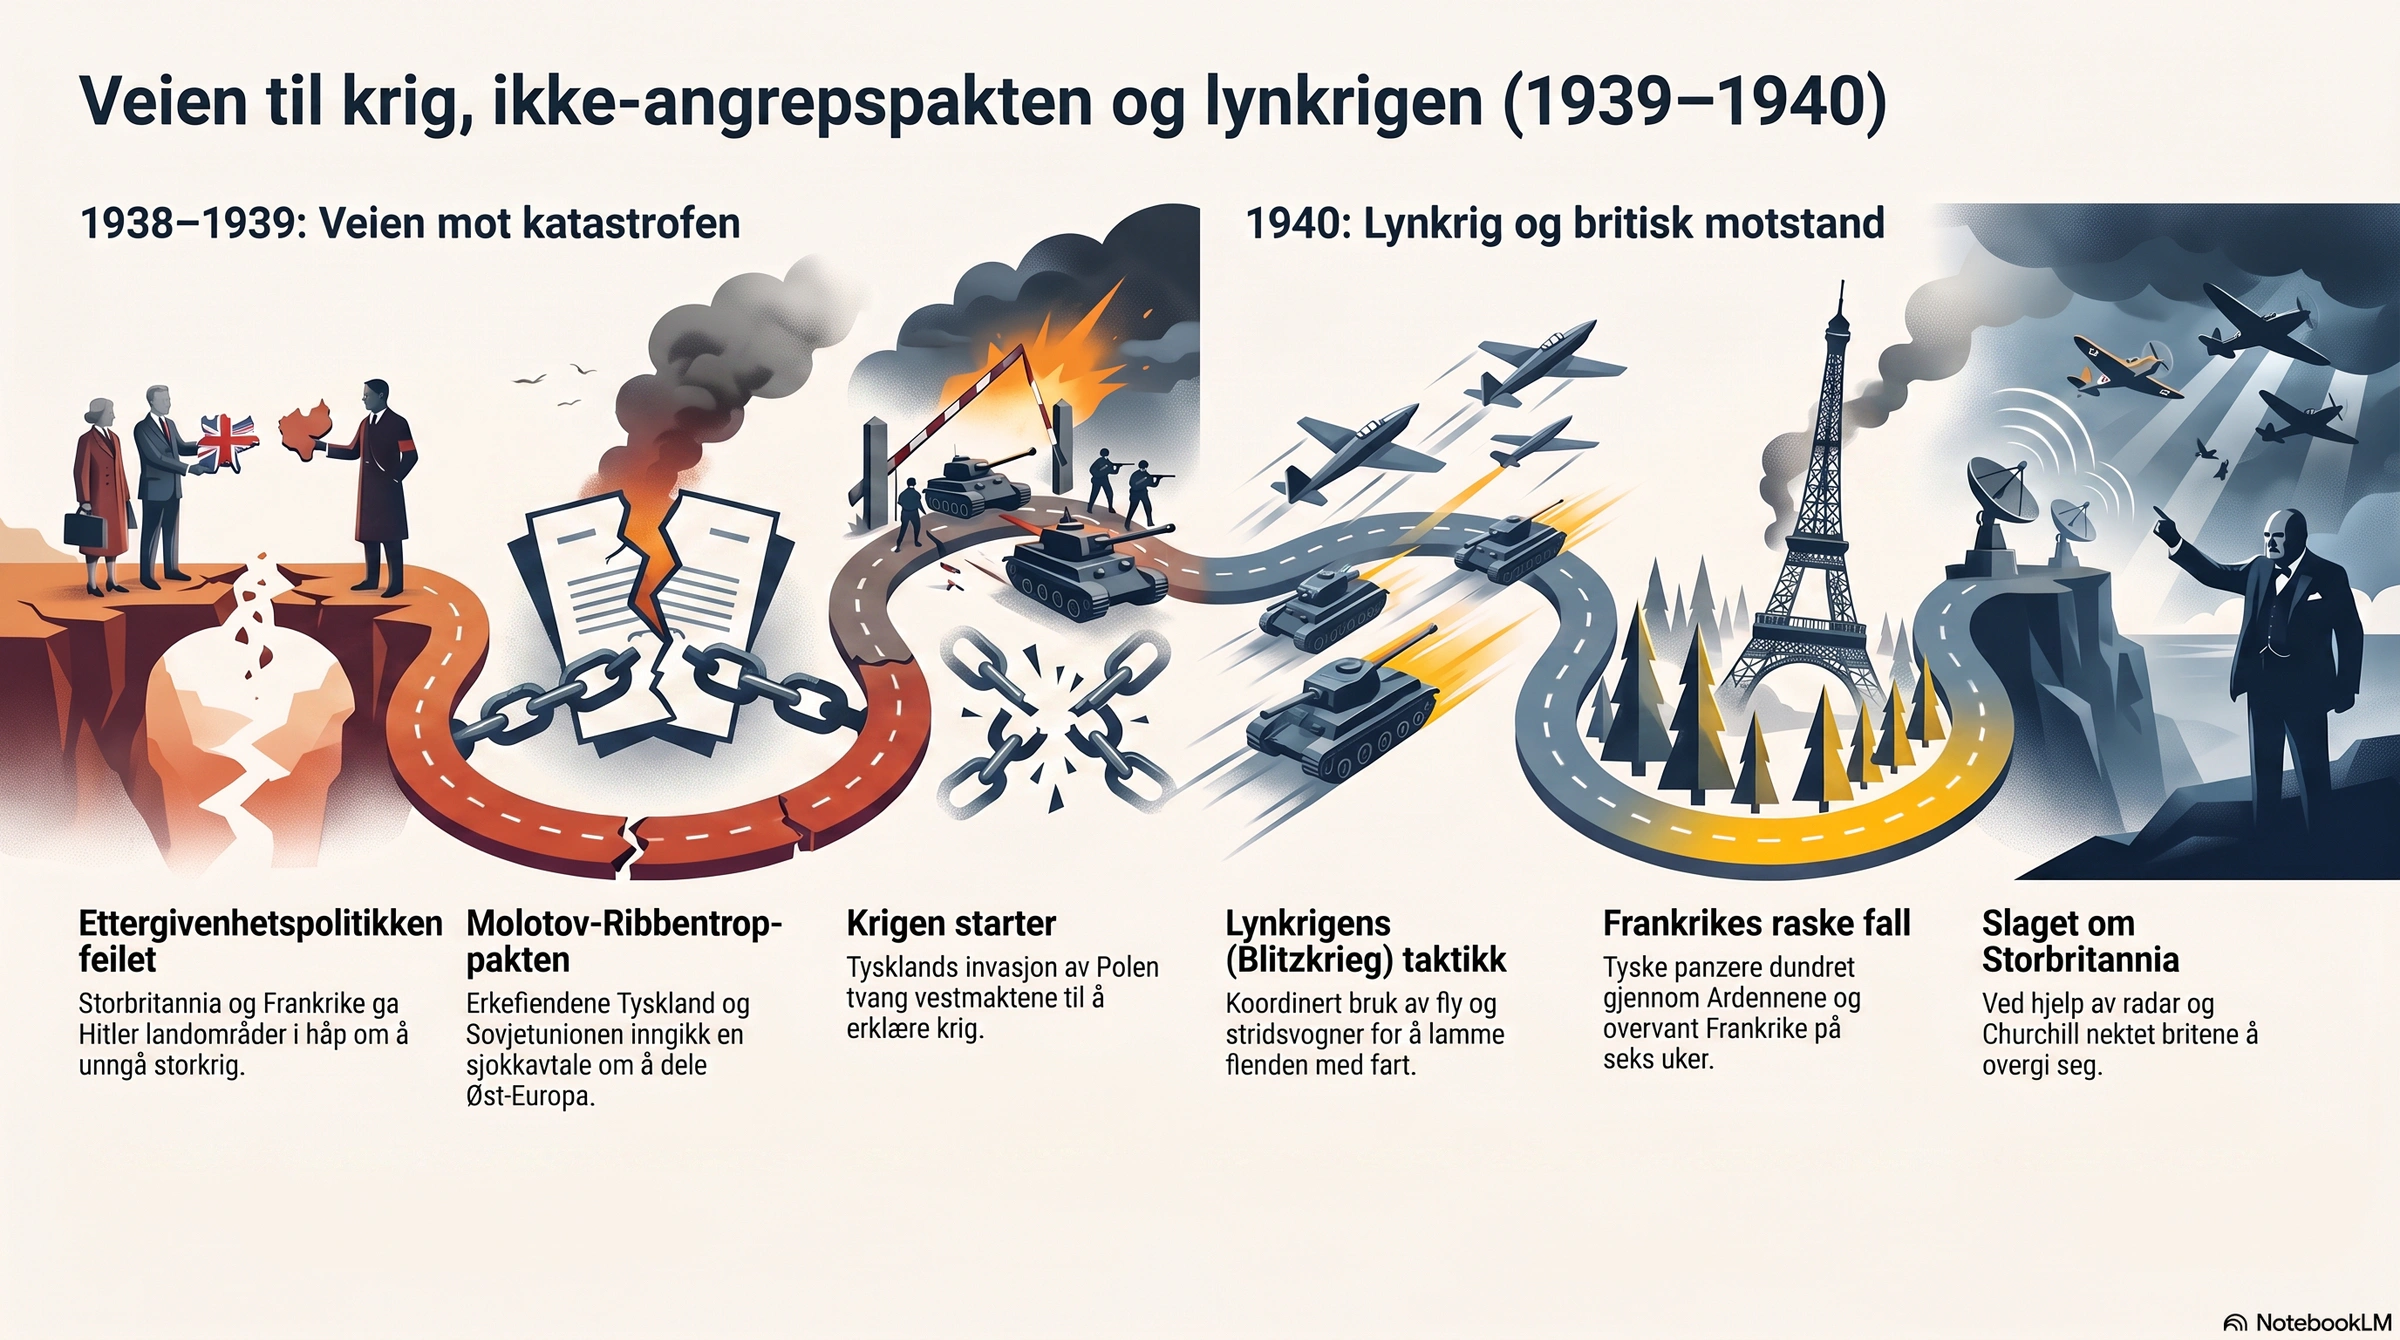 Veien til krig, ikke-angrepspakten og lynkrigen (1939–1940)
1938–1939: Veien mot katastrofen
1940: Lynkrig og britisk motstand
Ettergivenhetspolitikken
feilet
Storbritannia og Frankrike ga
Hitler landområder i håp om å
unngå storkrig.
Molotov-Ribbentrop-
pakten
Erkefiendene Tyskland og
Sovjetunionen inngikk en
sjokkavtale om å dele
Øst-Europa.
Krigen starter
Tysklands invasjon av Polen
tvang vestmaktene til å
erklære krig.
Lynkrigens
(Blitzkrieg) taktikk
Koordinert bruk av fly og
stridsvogner for å lamme
fienden med fart.
Frankrikes raske fall
Tyske panzere dundret
gjennom Ardennene og
overvant Frankrike på
seks uker.
Slaget om
Storbritannia
Ved hjelp av radar og
Churchill nektet britene å
overgi seg.
NotebookLM